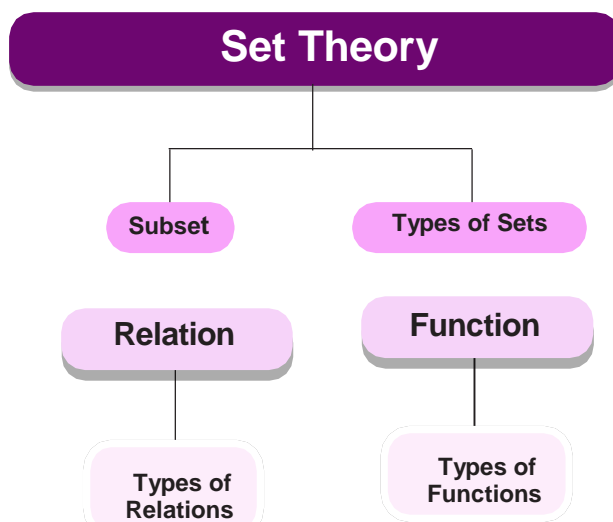 Set Theory
Subset
Types of Sets
Relation
Function
Types of
Relations
Types of
Functions